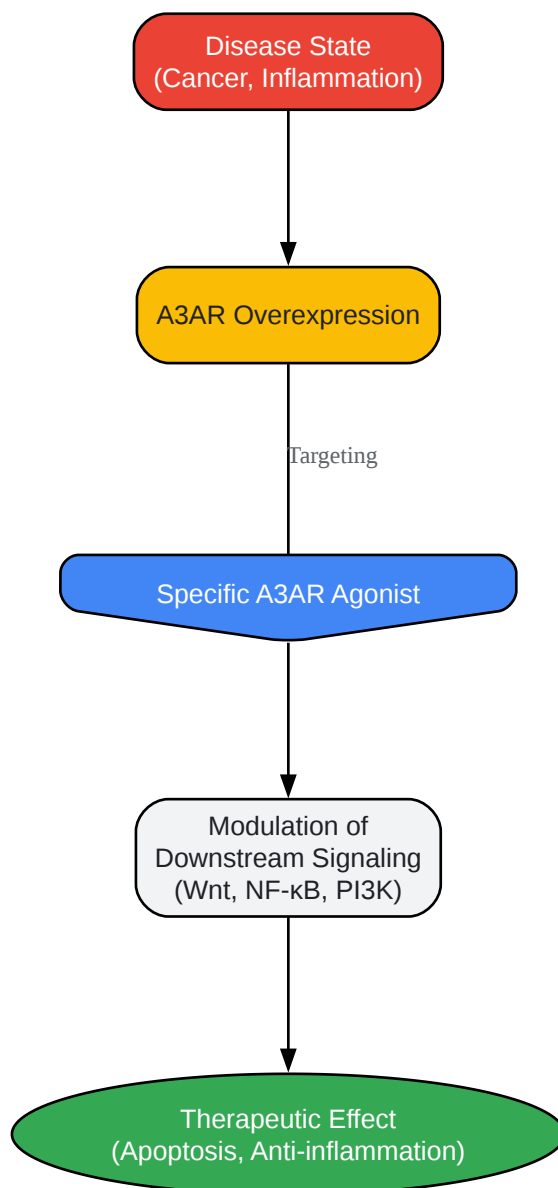 Disease State
(Cancer, Inflammation)
A3AR Overexpression
Targeting
Specific A3AR Agonist
Modulation of
Downstream Signaling
(Wnt, NF-κB, PI3K)
Therapeutic Effect
(Apoptosis, Anti-inflammation)